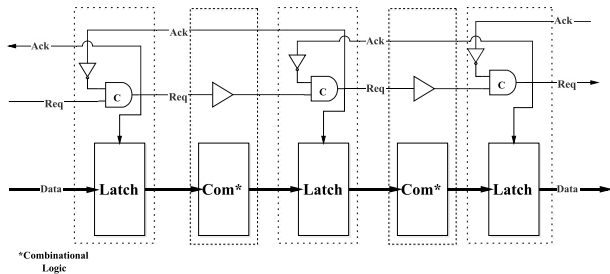 Ack
Ack
Ack
Ack
Req
C
Req
C
Req
C
Req
Data
Latch
Com*
Latch
Com*
Latch
Data
*Combinational
Logic